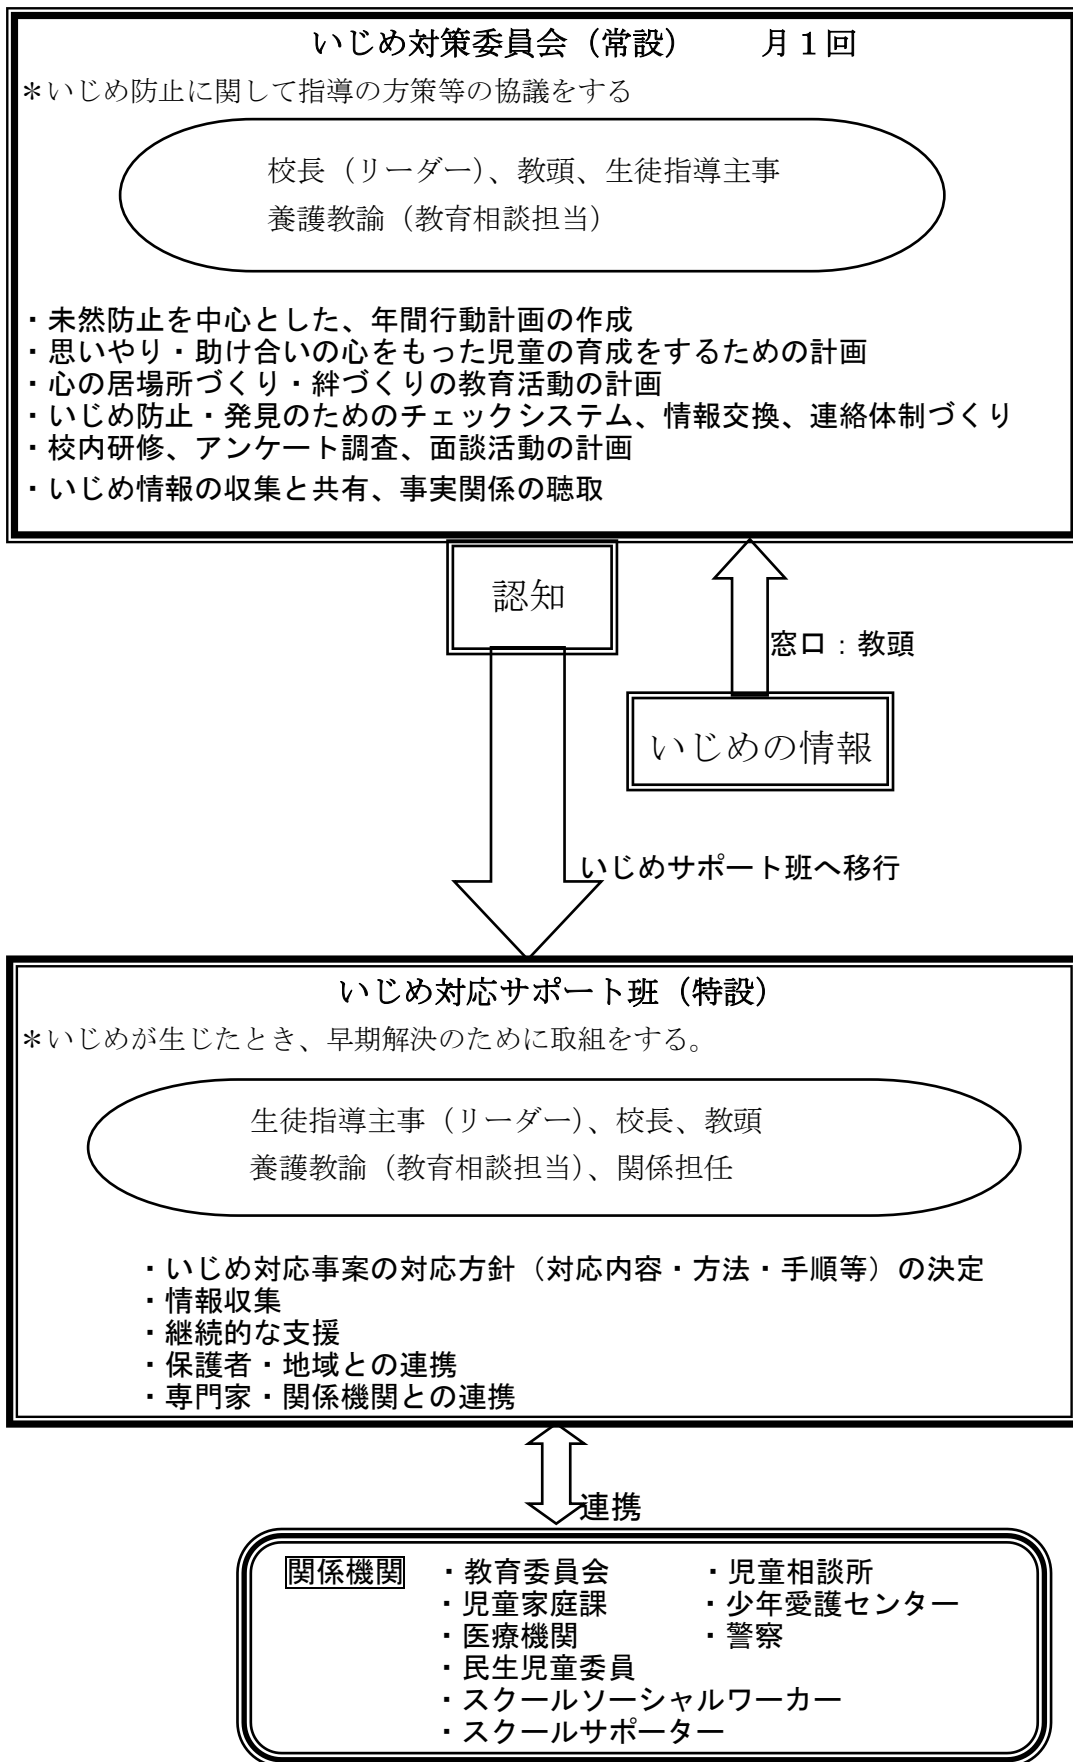 いじめ対策委員会（常設）　　月１回
＊いじめ防止に関して指導の方策等の協議をする
校長（リーダー）、教頭、生徒指導主事
養護教諭（教育相談担当）
・未然防止を中心とした、年間行動計画の作成
・思いやり・助け合いの心をもった児童の育成をするための計画
・心の居場所づくり・絆づくりの教育活動の計画
・いじめ防止・発見のためのチェックシステム、情報交換、連絡体制づくり
・校内研修、アンケート調査、面談活動の計画
・いじめ情報の収集と共有、事実関係の聴取
認知
窓口：教頭
いじめの情報
いじめサポート班へ移行
いじめ対応サポート班（特設）
＊いじめが生じたとき、早期解決のために取組をする。
生徒指導主事（リーダー）、校長、教頭
養護教諭（教育相談担当）、関係担任
・いじめ対応事案の対応方針（対応内容・方法・手順等）の決定
・情報収集
・継続的な支援
・保護者・地域との連携
・専門家・関係機関との連携
連携
関係機関　・教育委員会　　・児童相談所
・児童家庭課　　・少年愛護センター
・医療機関　　・警察
・民生児童委員
・スクールソーシャルワーカー
・スクールサポーター